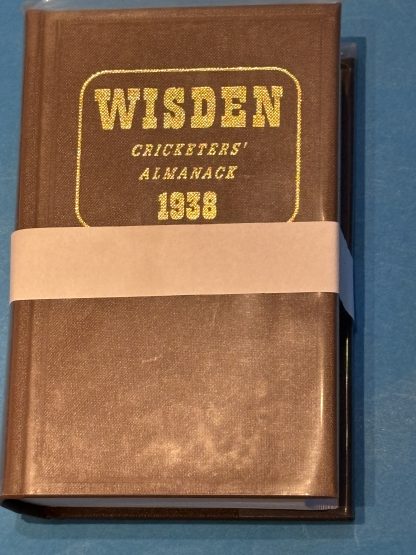 WISDEN
CRICKETERS'
ALMANACK
1938